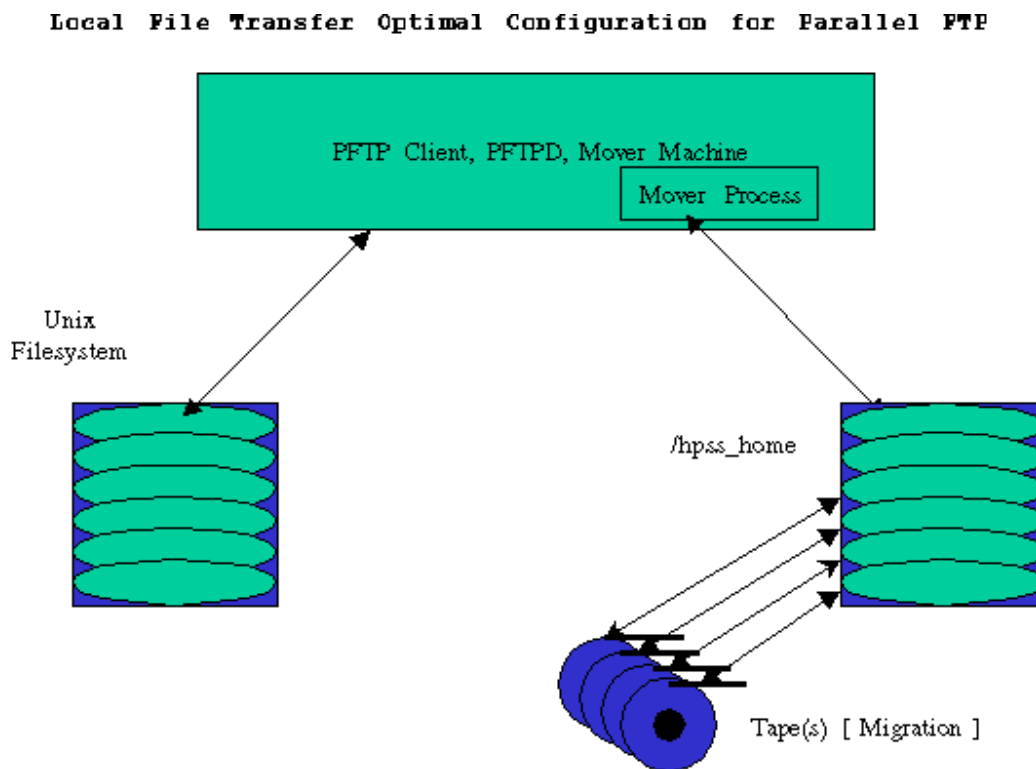 Local File Transfer Optimal Configuration for Parallel FTP
PFTP Client, PFTPD, Mover Machine
Mover Process
Unix
Filesystem
/hpss_home
Tape(s) [ Migration ]